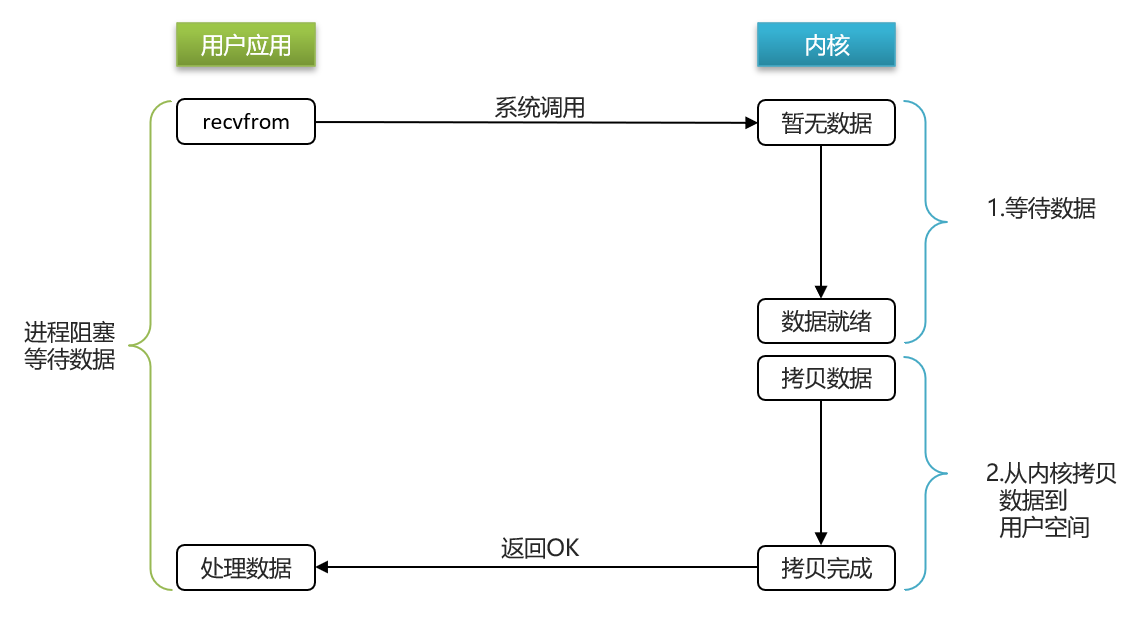 用户应用
内核
recvfrom
系统调用
暂无数据
1.等待数据
数据就绪
进程阻塞
等待数据
拷贝数据
2.从内核拷贝
数据到
用户空间
返回OK
处理数据
拷贝完成